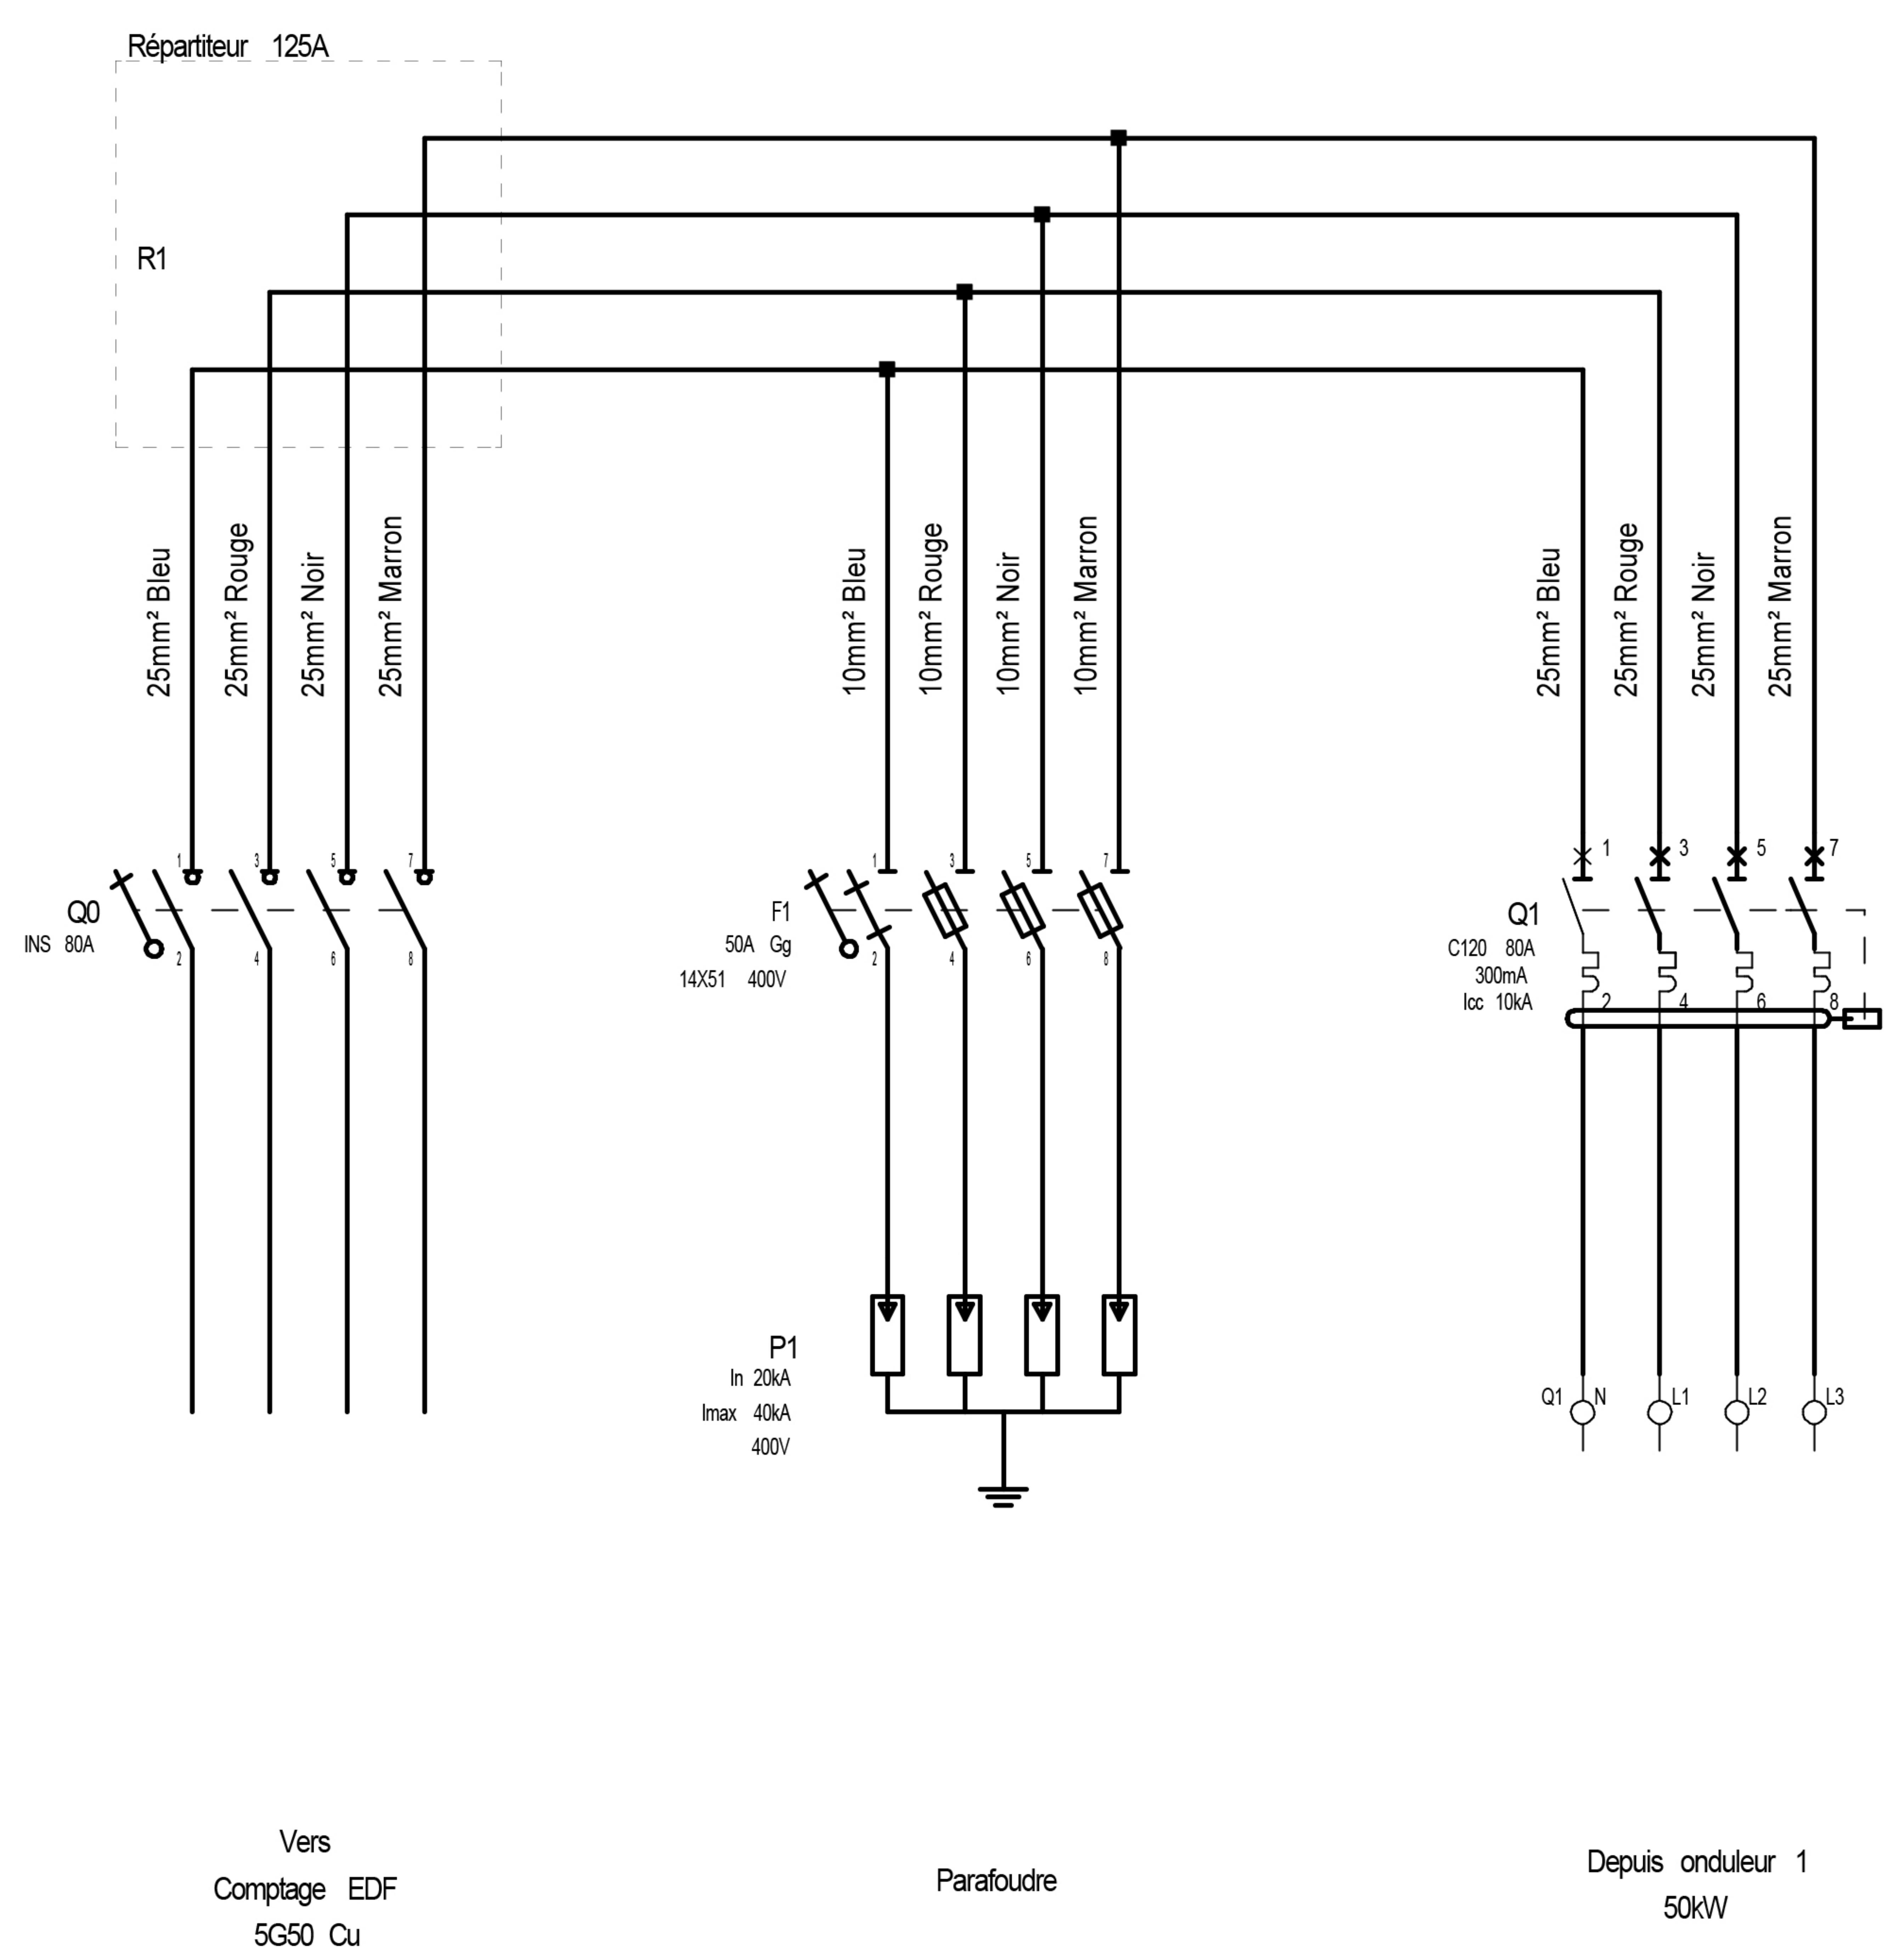 Répartiteur 125A
R1
25mm² Bleu
25mm² Rouge
25mm² Noir
25mm² Marron
10mm² Bleu
10mm² Rouge
10mm² Noir
10mm² Marron
25mm² Bleu
25mm² Rouge
25mm² Noir
25mm² Marron
1 3 5 7
Q0
INS 80A
2 4 6 8
1 3 5 7
F1
50A Gg
14X51 400V
2 4 6 8
1 3 5 7
Q1
C120 80A
300mA
Icc 10kA
2 4 6 8
P1
In 20kA
Imax 40kA
400V
Q1 N L1 L2 L3
Vers
Comptage EDF
5G50 Cu
Parafoudre
Depuis onduleur 1
50kW